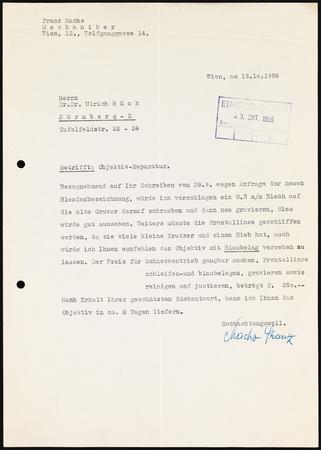 Franz Macho
Mechaniker
Wien, 12., Wolfganggasse 14.
Wien, am 13.10.1956
Herrn
Dr.Dr. Ulrich Rück
Nürnberg-O
Tafelfeldstr. 22 - 24
EINGEGANGEN
OKT. 1956
Betrifft: Objektiv-Reparatur.
Bezugnehmend auf Ihr Schreiben vom 28.9. wegen Anfrage der neuen
Blendenbezeichnung, würde ich vorschlagen ein 0,3 m/m Blech auf
die alte Gravur darauf schrauben und dann neu gravieren, dies
würde gut aussehen. Weiters müsste die Frontallinse geschliffen
werden, da sie viele kleine Kratzer und einen Hieb hat, auch
würde ich Ihnen empfehlen das Objektiv mit Blaubelag versehen zu
lassen. Der Preis für Schneckentrieb gangbar machen, Frontallinse
schleifen-und blaubelegen, gravieren sowie
reinigen und justieren, beträgt S. 250.--
Nach Erhalt Ihrer geschätzten Rückantwort, kann ich Ihnen das
Objektiv in ca. 8 Tagen liefern.
Hochachtungsvoll.
Macho Franz